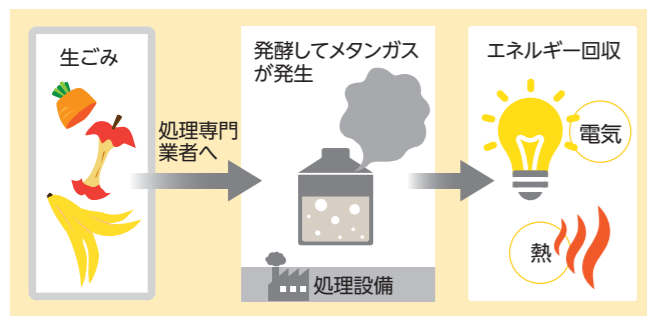 生ごみ
処理専門
業者へ
発酵してメタンガス
が発生
処理設備
エネルギー回収
電気
熱